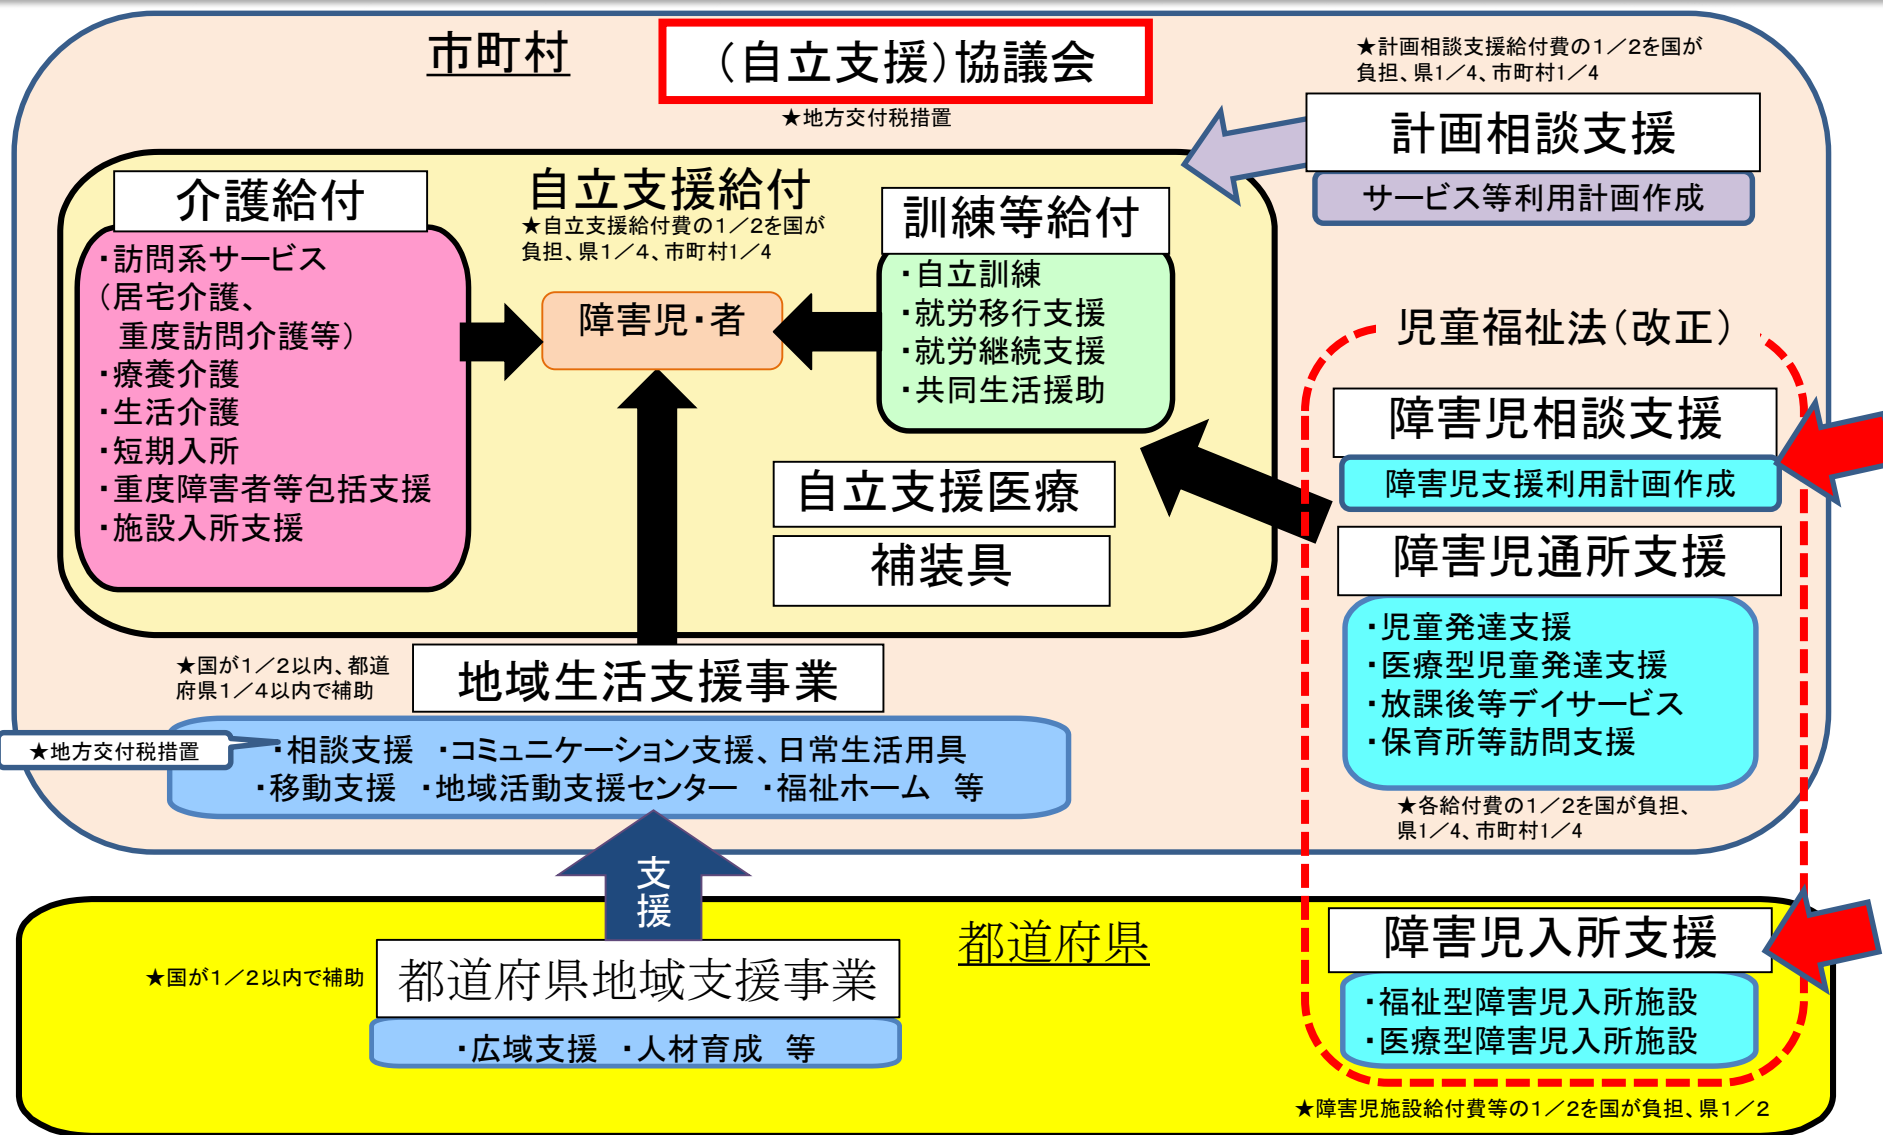 市町村
（自立支援）協議会
★地方交付税措置
★計画相談支援給付費の１／２を国が
負担、県１／４、市町村１／４
計画相談支援
サービス等利用計画作成
自立支援給付
★自立支援給付費の１／２を国が
負担、県１／４、市町村１／４
介護給付
・訪問系サービス
（居宅介護、
重度訪問介護等）
・療養介護
・生活介護
・短期入所
・重度障害者等包括支援
・施設入所支援
障害児・者
訓練等給付
・自立訓練
・就労移行支援
・就労継続支援
・共同生活援助
自立支援医療
補装具
児童福祉法（改正）
障害児相談支援
障害児支援利用計画作成
障害児通所支援
・児童発達支援
・医療型児童発達支援
・放課後等デイサービス
・保育所等訪問支援
★各給付費の１／２を国が負担、
県１／４、市町村１／４
★国が１／２以内、都道
府県１／４以内で補助
地域生活支援事業
★地方交付税措置
・相談支援　・コミュニケーション支援、日常生活用具
・移動支援　・地域活動支援センター　・福祉ホーム　等
支援
都道府県
★国が１／２以内で補助
都道府県地域支援事業
・広域支援　・人材育成　等
障害児入所支援
・福祉型障害児入所施設
・医療型障害児入所施設
★障害児施設給付費等の１／２を国が負担、県１／２